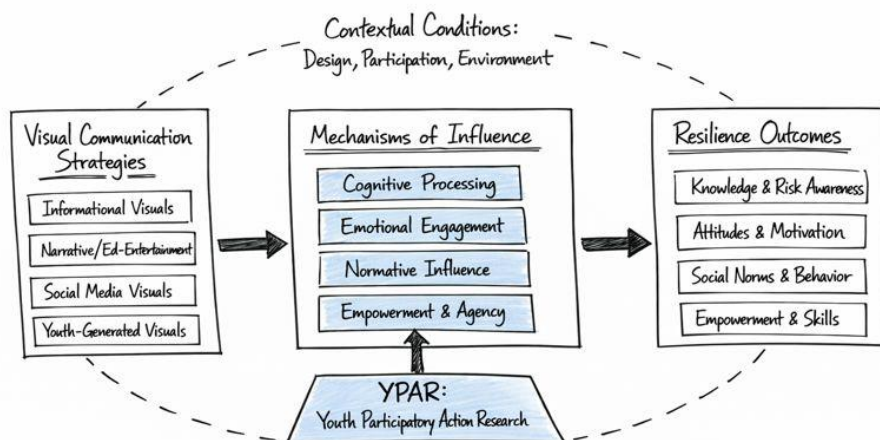 Contextual Conditions:
Design, Participation, Environment
Visual Communication
Strategies
Informational Visuals
Narrative/Ed-Entertainment
Social Media Visuals
Youth-Generated Visuals
Mechanisms of Influence
Cognitive Processing
Emotional Engagement
Normative Influence
Empowerment & Agency
Resilience Outcomes
Knowledge & Risk Awareness
Attitudes & Motivation
Social Norms & Behavior
Empowerment & Skills
YPAR:
Youth Participatory Action Research